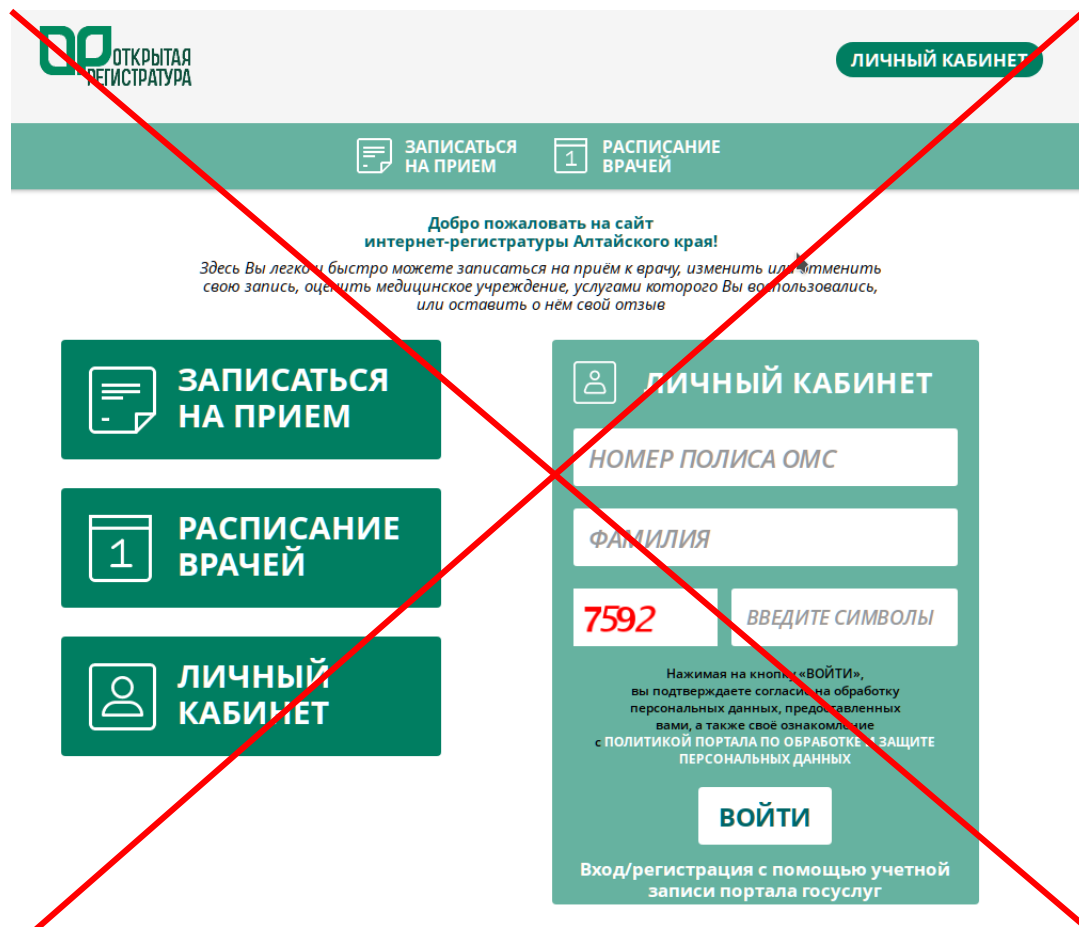 ОТКРЫТАЯ
РЕГИСТРАТУРА
ЛИЧНЫЙ КАБИНЕТ
ЗАПИСАТЬСЯ
НА ПРИЕМ
1
РАСПИСАНИЕ
ВРАЧЕЙ
Добро пожаловать на сайт
интернет-регистратуры Алтайского края!
Здесь Вы легко и быстро можете записаться на приём к врачу, изменить или отменить
свою запись, оценить медицинское учреждение, услугами которого Вы воспользовались,
или оставить о нём свой отзыв
ЗАПИСАТЬСЯ
НА ПРИЕМ
1
РАСПИСАНИЕ
ВРАЧЕЙ
ЛИЧНЫЙ
КАБИНЕТ
ЛИЧНЫЙ КАБИНЕТ
НОМЕР ПОЛИСА ОМС
ФАМИЛИЯ
7592
ВВЕДИТЕ СИМВОЛЫ
Нажимая на кнопку «ВОЙТИ»,
вы подтверждаете согласие на обработку
персональных данных, предоставленных
вами, а также своё ознакомление
с ПОЛИТИКОЙ ПОРТАЛА ПО ОБРАБОТКЕ И ЗАЩИТЕ
ПЕРСОНАЛЬНЫХ ДАННЫХ
ВОЙТИ
Вход/регистрация с помощью учетной
записи портала госуслуг